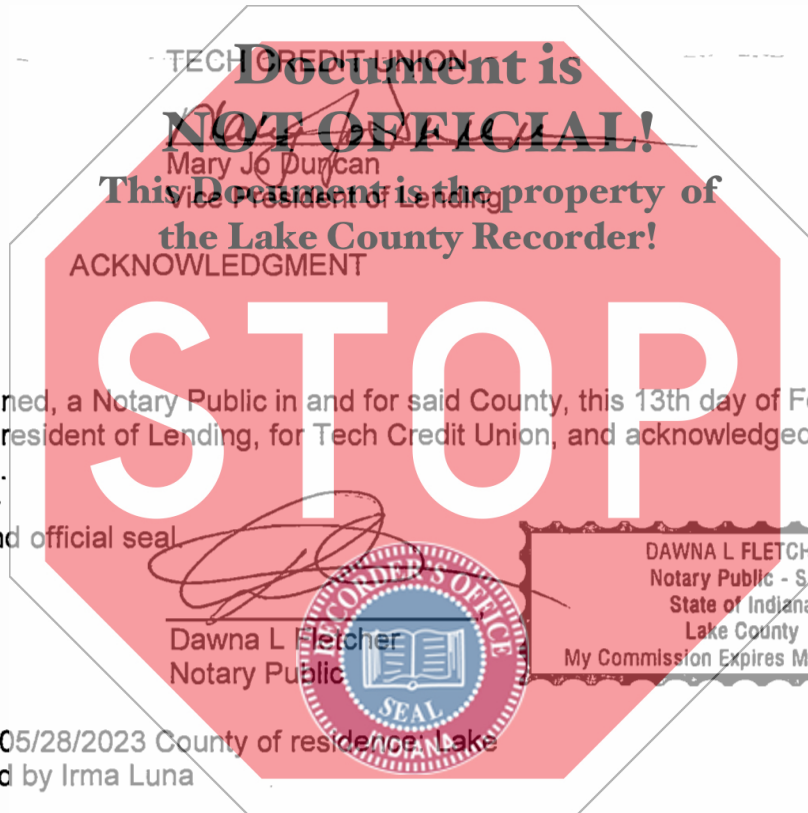 TECH CREDIT UNION
Document is
NOT OFFICIAL!
Mary Jo Duncan
Vice President of Lending
This Document is the property of
the Lake County Recorder!
ACKNOWLEDGMENT
STOP
ned, a Notary Public in and for said County, this 13th day of F
resident of Lending, for Tech Credit Union, and acknowledged
.
nd official seal
DAWNA L FLETCH
Notary Public - S
State of Indiana
Lake County
My Commission Expires M
Dawna L Fletcher
Notary Public
RECORDER'S OFFICE
SEAL
INDIANA
05/28/2023 County of residence: Lake
d by Irma Luna